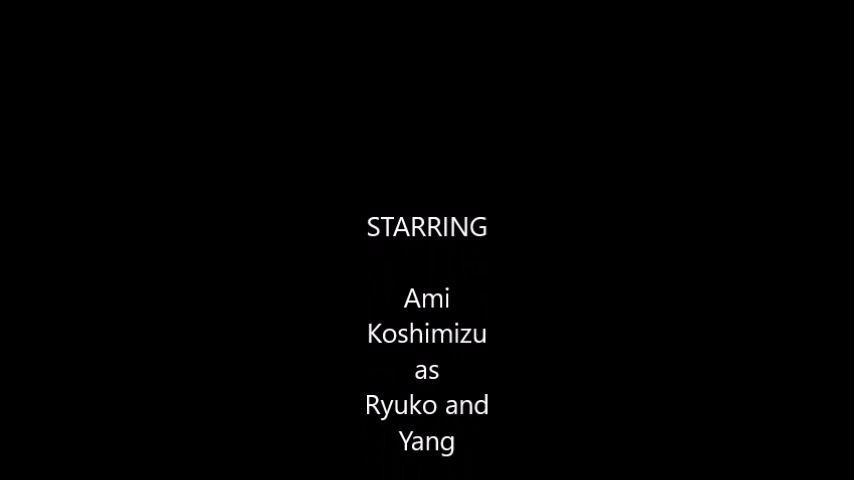 STARRING
Ami
Koshimizu
as
Ryuko and
Yang